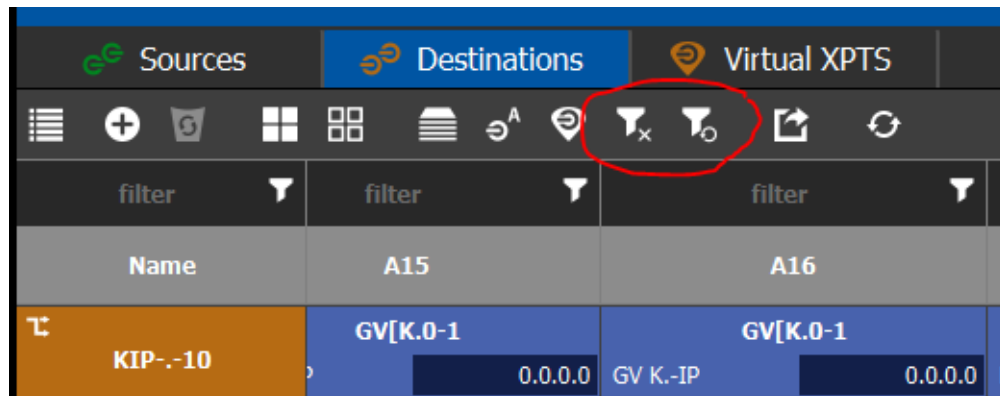 Sources Destinations Virtual XPTS
filter filter filter
Name A15 A16
GV[K.0-1 GV[K.0-1
KIP-.-10
0.0.0.0 GV K.-IP 0.0.0.0